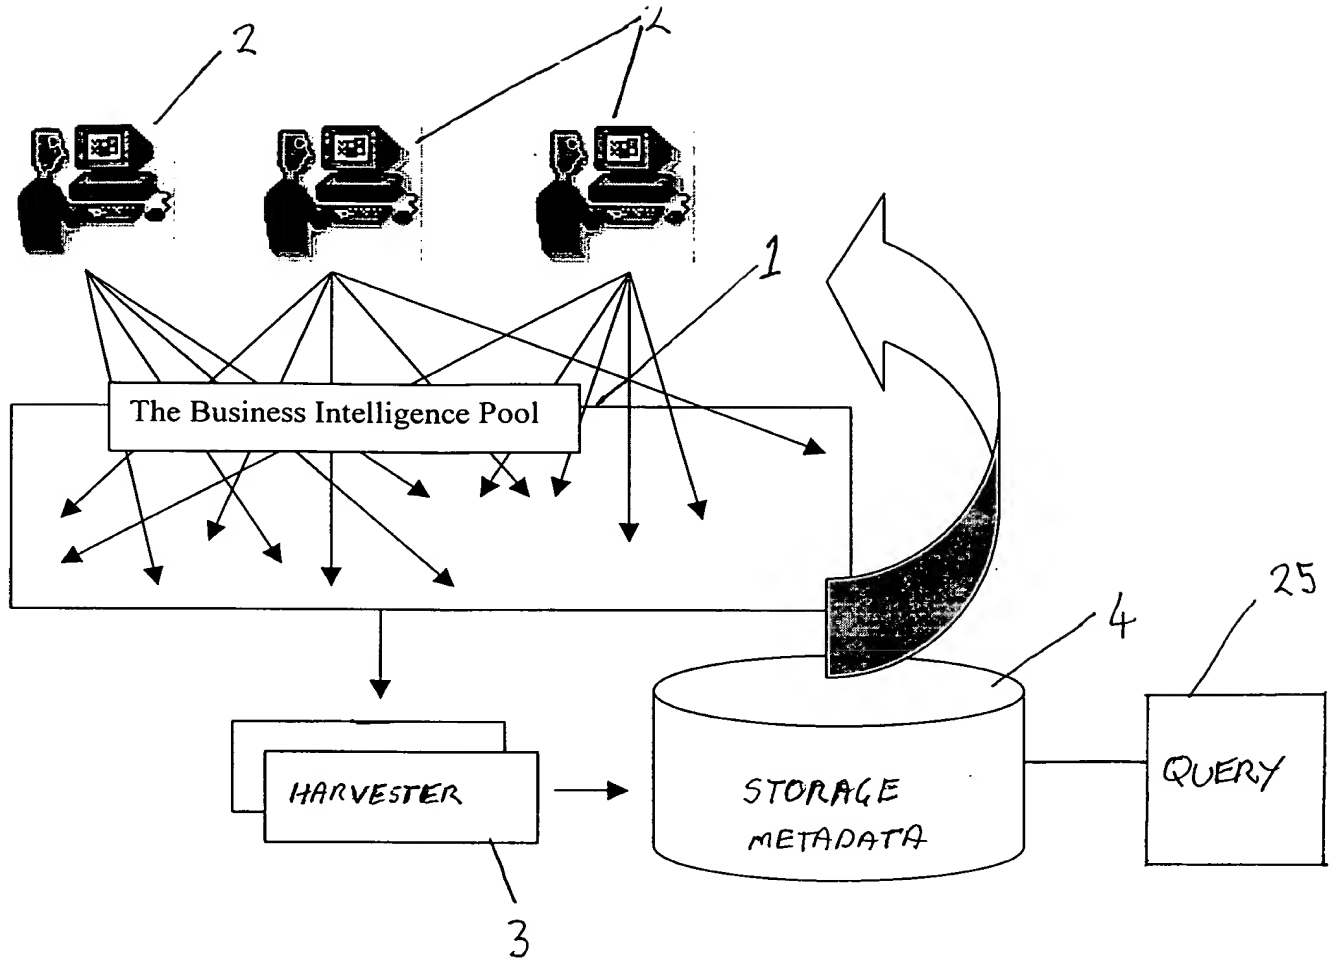 2
2
1
The Business Intelligence Pool
25
4
HARVESTER
STORAGE
METADATA
QUERY
3